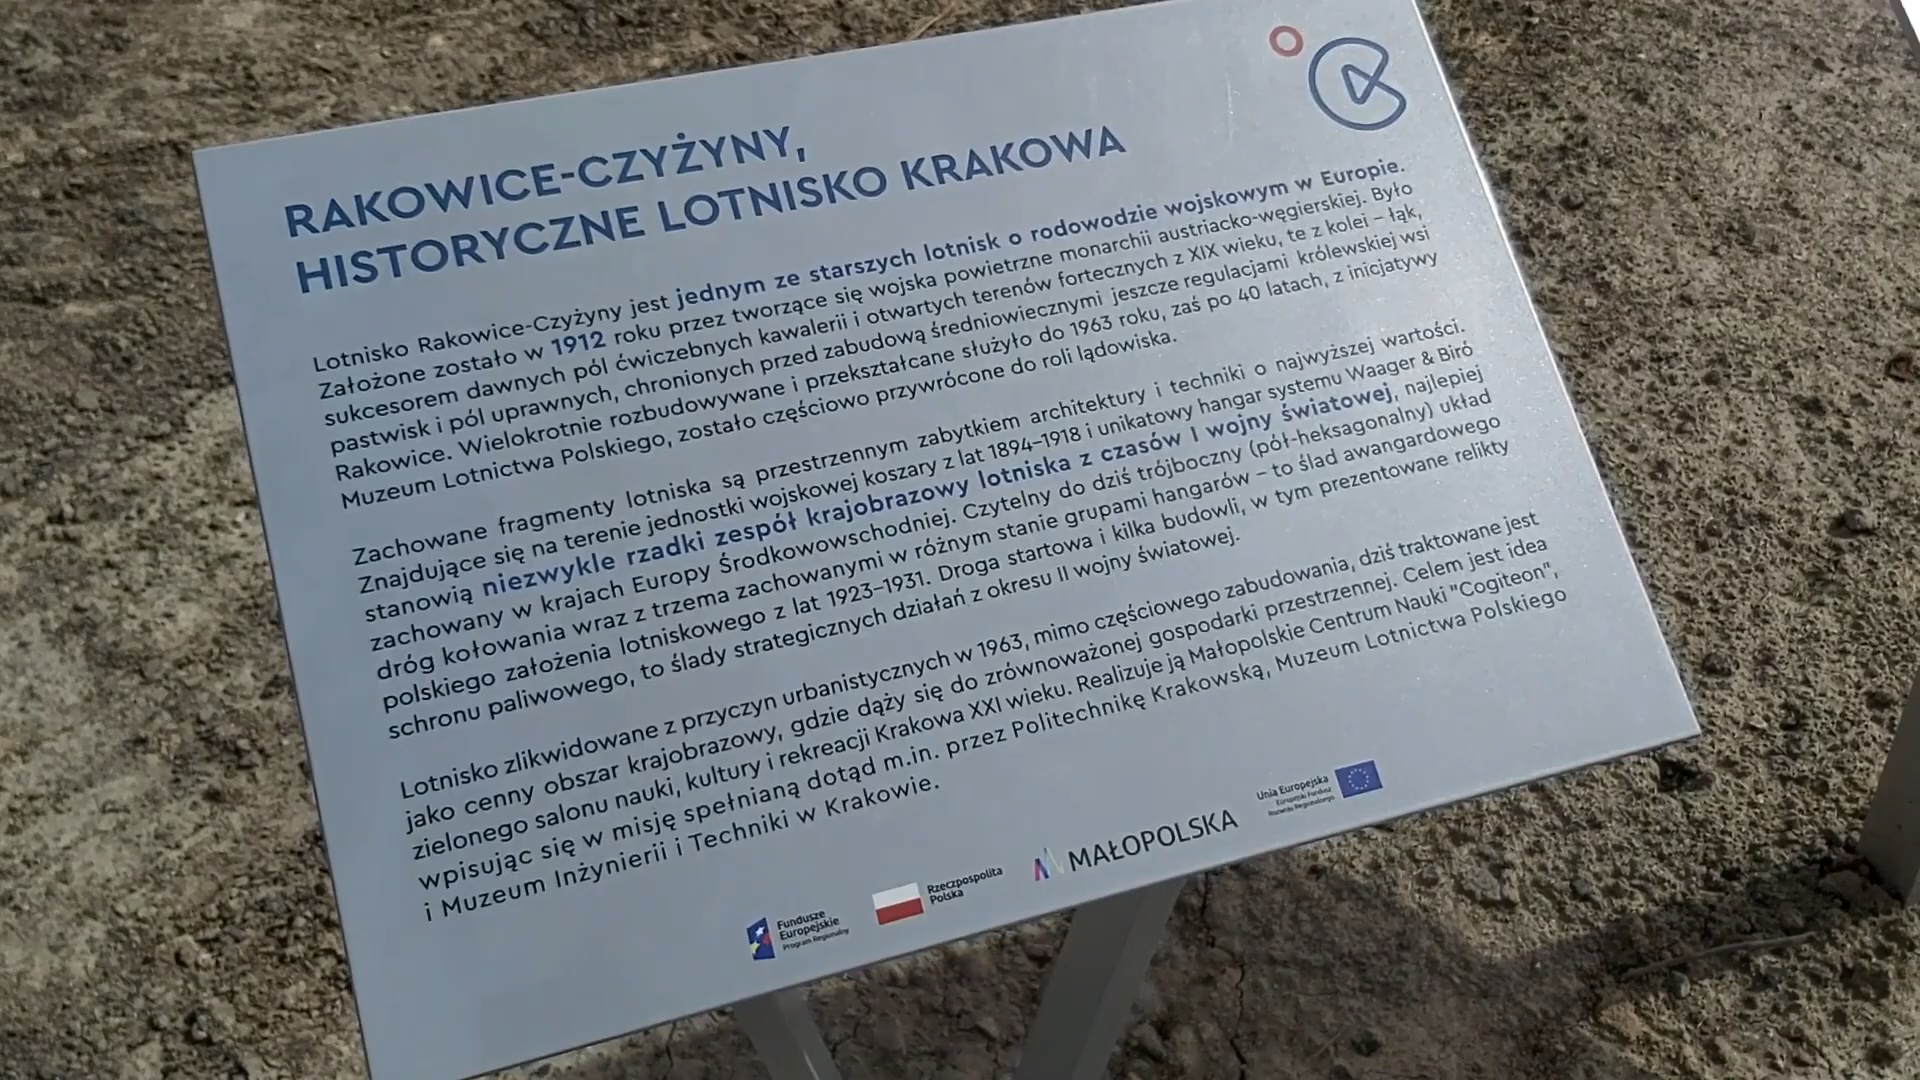 RAKOWICE-CZYŻYNY,
HISTORYCZNE LOTNISKO KRAKOWA
Lotnisko Rakowice-Czyżyny jest jednym ze starszych lotnisk o rodowodzie wojskowym w Europie.
Założone zostało w 1912 roku przez tworzące się wojska powietrzne monarchii austriacko-węgierskiej. Było
sukcesorem dawnych pól ćwiczebnych kawalerii i otwartych terenów fortecznych z XIX wieku, te z kolei – łąk,
pastwisk i pól uprawnych, chronionych przed zabudową średniowiecznymi jeszcze regulacjami królewskiej wsi
Rakowice. Wielokrotnie rozbudowywane i przekształcane służyło do 1963 roku, zaś po 40 latach, z inicjatywy
Muzeum Lotnictwa Polskiego, zostało częściowo przywrócone do roli lądowiska.
Zachowane fragmenty lotniska są przestrzennym zabytkiem architektury i techniki o najwyższej wartości.
Znajdujące się na terenie jednostki wojskowej koszary z lat 1894–1918 i unikatowy hangar systemu Waager & Biró
stanowią niezwykle rzadki zespół krajobrazowy lotniska z czasów I wojny światowej, najlepiej
zachowany w krajach Europy Środkowowschodniej. Czytelny do dziś trójboczny (pół-heksagonalny) układ
dróg kołowania wraz z trzema zachowanymi w różnym stanie grupami hangarów – to ślad awangardowego
polskiego założenia lotniskowego z lat 1923–1931. Droga startowa i kilka budowli, w tym prezentowane relikty
schronu paliwowego, to ślady strategicznych działań z okresu II wojny światowej.
Lotnisko zlikwidowane z przyczyn urbanistycznych w 1963, mimo częściowego zabudowania, dziś traktowane jest
jako cenny obszar krajobrazowy, gdzie dąży się do zrównoważonej gospodarki przestrzennej. Celem jest idea
zielonego salonu nauki, kultury i rekreacji Krakowa XXI wieku. Realizuje ją Małopolskie Centrum Nauki "Cogiteon",
wpisując się w misję spełnianą dotąd m.in. przez Politechnikę Krakowską, Muzeum Lotnictwa Polskiego
i Muzeum Inżynierii i Techniki w Krakowie.
Fundusze
Europejskie
Program Regionalny
Rzeczpospolita
Polska
MAŁOPOLSKA
Unia Europejska
Europejski Fundusz
Rozwoju Regionalnego